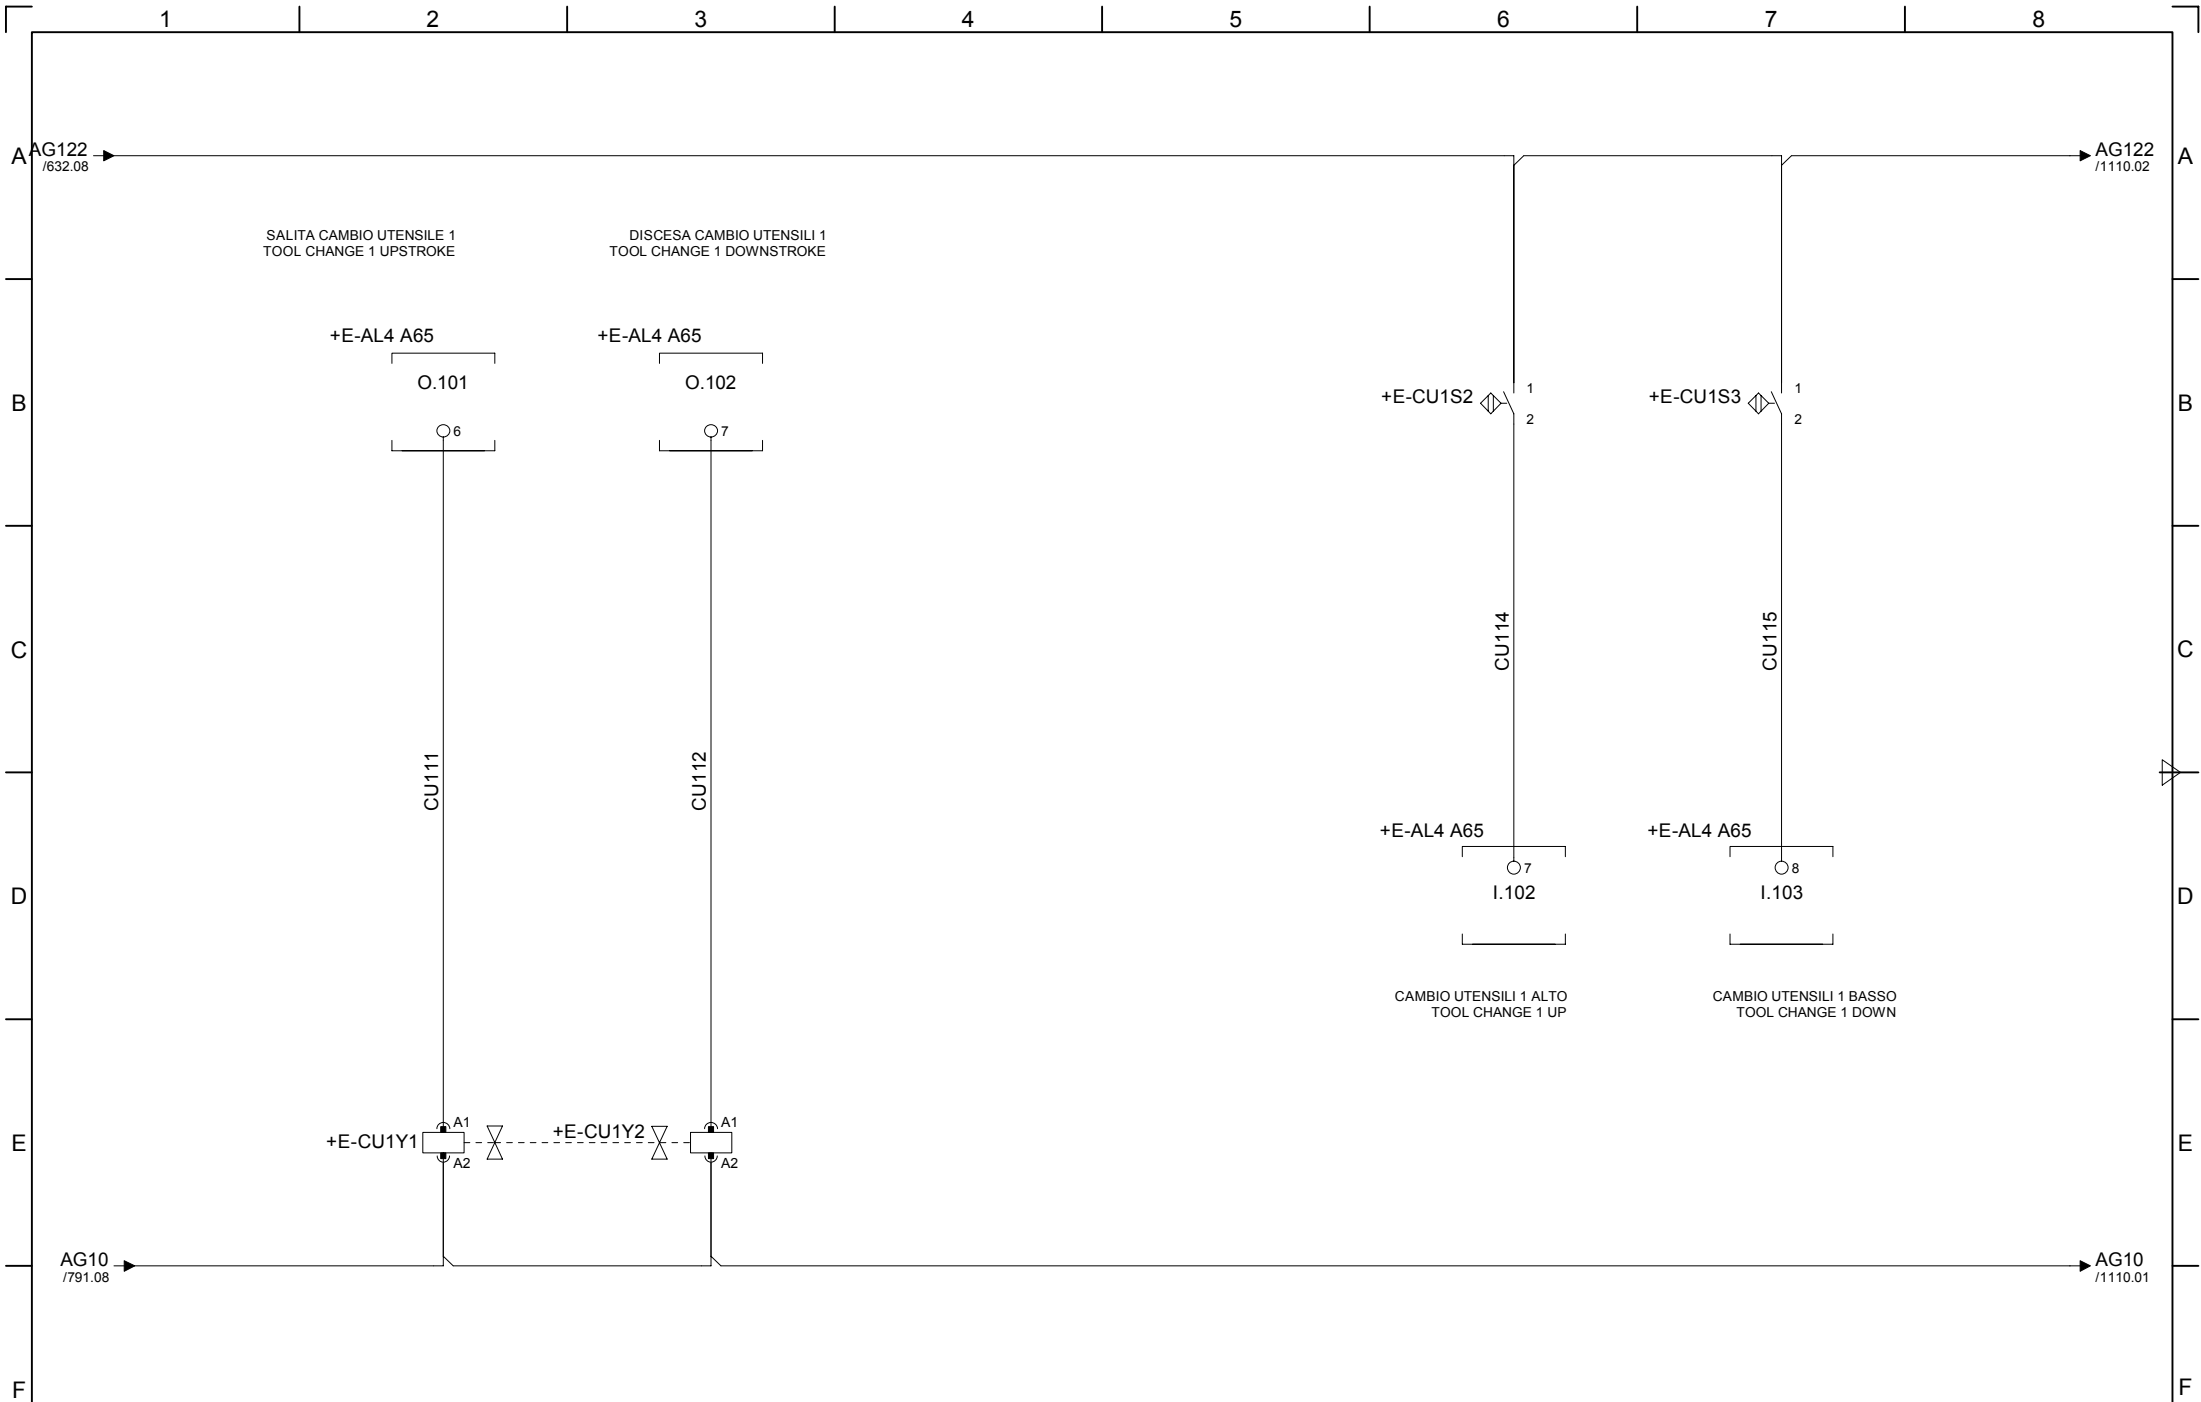 1 2 3 4 5 6 7 8
A AG122 AG122 A
/632.08 /1110.02
SALITA CAMBIO UTENSILE 1 DISCESA CAMBIO UTENSILI 1
TOOL CHANGE 1 UPSTROKE TOOL CHANGE 1 DOWNSTROKE
+E-AL4 A65 +E-AL4 A65
O.101 O.102
+E-CU1S2 1 +E-CU1S3 1
B B
2 2
6 7
CU114 CU115
C C
CU111 CU112
+E-AL4 A65 +E-AL4 A65
7 8
I.102 I.103
D D
CAMBIO UTENSILI 1 ALTO CAMBIO UTENSILI 1 BASSO
TOOL CHANGE 1 UP TOOL CHANGE 1 DOWN
A1 A1
E +E-CU1Y1 +E-CU1Y2 E
A2 A2
AG10 AG10
/791.08 /1110.01
F F